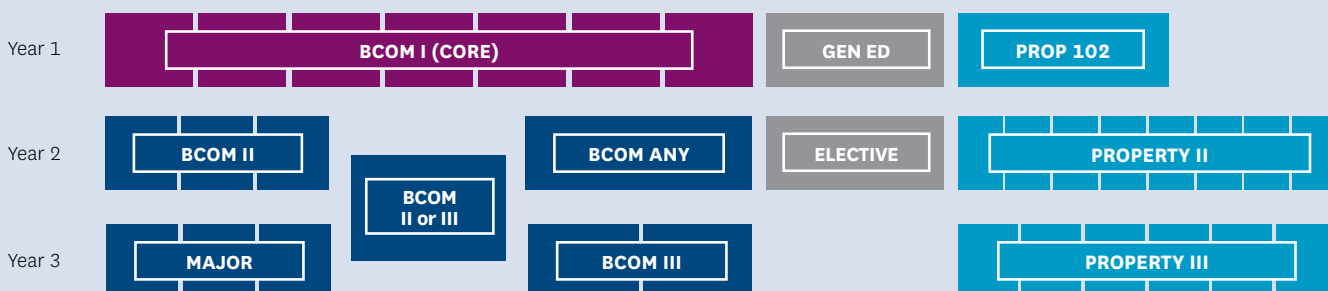 Year 1
BCOM I (CORE)
GEN ED
PROP 102
Year 2
BCOM II
BCOM ANY
ELECTIVE
PROPERTY II
BCOM
II or III
Year 3
MAJOR
BCOM III
PROPERTY III